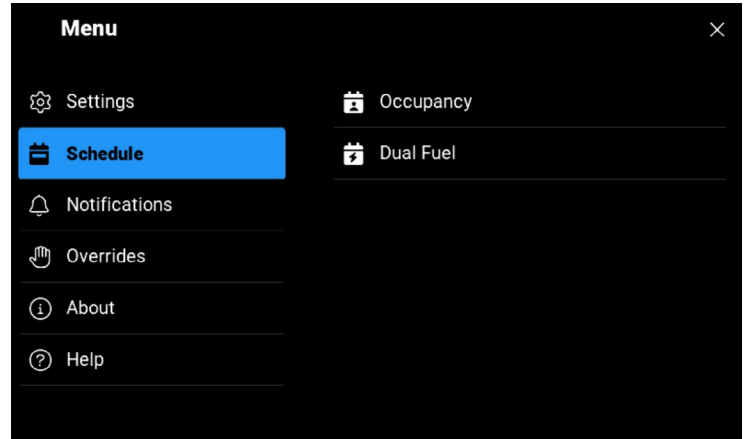 Menu
Settings
Schedule
Notifications
Overrides
About
Help
Occupancy
Dual Fuel